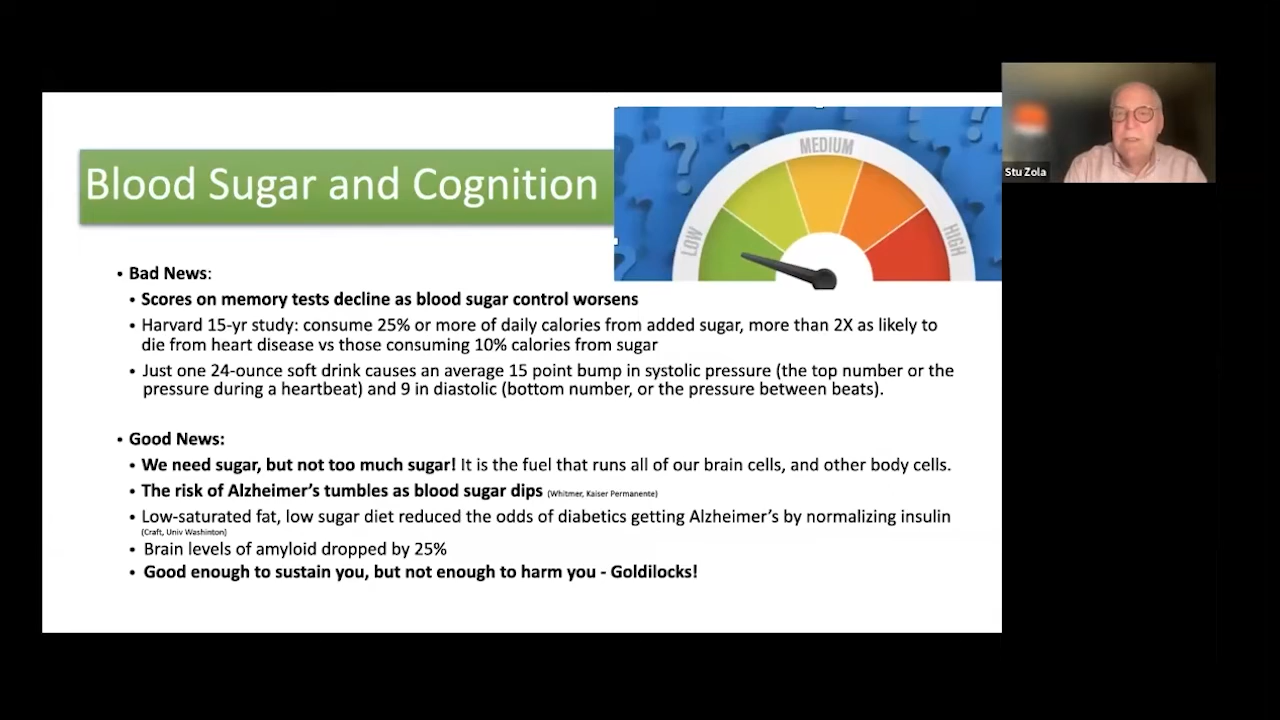 Blood Sugar and Cognition
LOW
MEDIUM
HIGH
Stu Zola
• Bad News:
• Scores on memory tests decline as blood sugar control worsens
• Harvard 15-yr study: consume 25% or more of daily calories from added sugar, more than 2X as likely to
die from heart disease vs those consuming 10% calories from sugar
• Just one 24-ounce soft drink causes an average 15 point bump in systolic pressure (the top number or the
pressure during a heartbeat) and 9 in diastolic (bottom number, or the pressure between beats).
• Good News:
• We need sugar, but not too much sugar! It is the fuel that runs all of our brain cells, and other body cells.
• The risk of Alzheimer’s tumbles as blood sugar dips (Whitmer, Kaiser Permanente)
• Low-saturated fat, low sugar diet reduced the odds of diabetics getting Alzheimer’s by normalizing insulin
(Craft, Univ Washinton)
• Brain levels of amyloid dropped by 25%
• Good enough to sustain you, but not enough to harm you - Goldilocks!